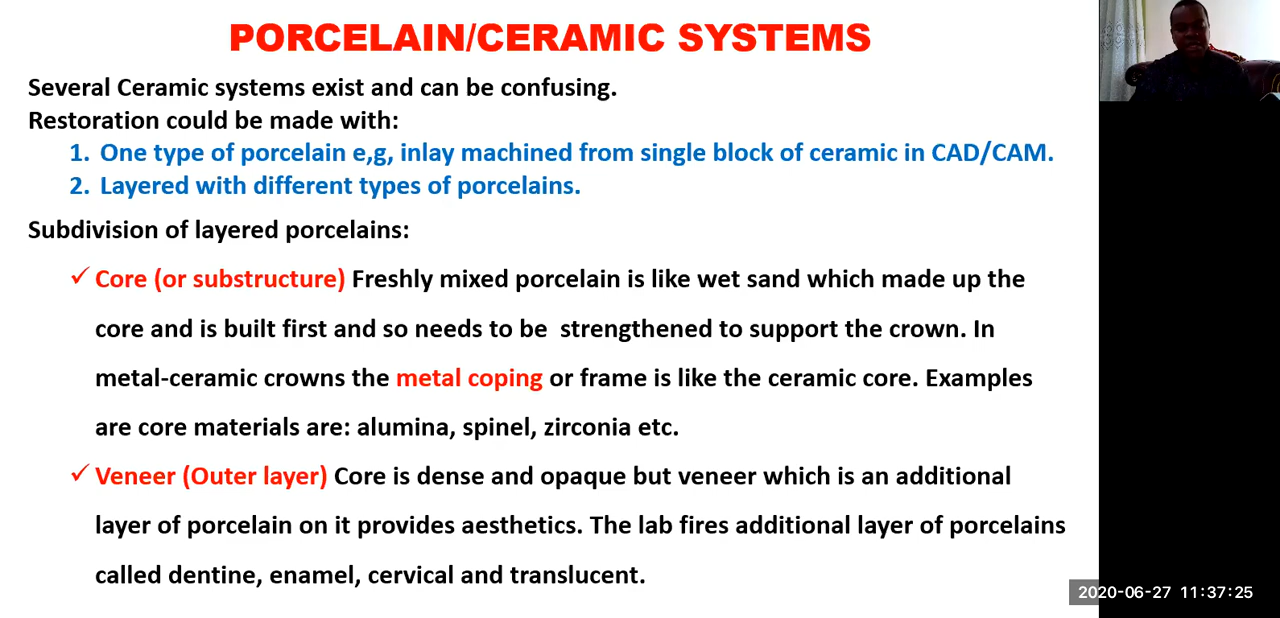 PORCELAIN/CERAMIC SYSTEMS
Several Ceramic systems exist and can be confusing.
Restoration could be made with:
1. One type of porcelain e,g, inlay machined from single block of ceramic in CAD/CAM.
2. Layered with different types of porcelains.
Subdivision of layered porcelains:
✓ Core (or substructure) Freshly mixed porcelain is like wet sand which made up the
core and is built first and so needs to be strengthened to support the crown. In
metal-ceramic crowns the metal coping or frame is like the ceramic core. Examples
are core materials are: alumina, spinel, zirconia etc.
✓ Veneer (Outer layer) Core is dense and opaque but veneer which is an additional
layer of porcelain on it provides aesthetics. The lab fires additional layer of porcelains
called dentine, enamel, cervical and translucent.
2020-06-27 11:37:25